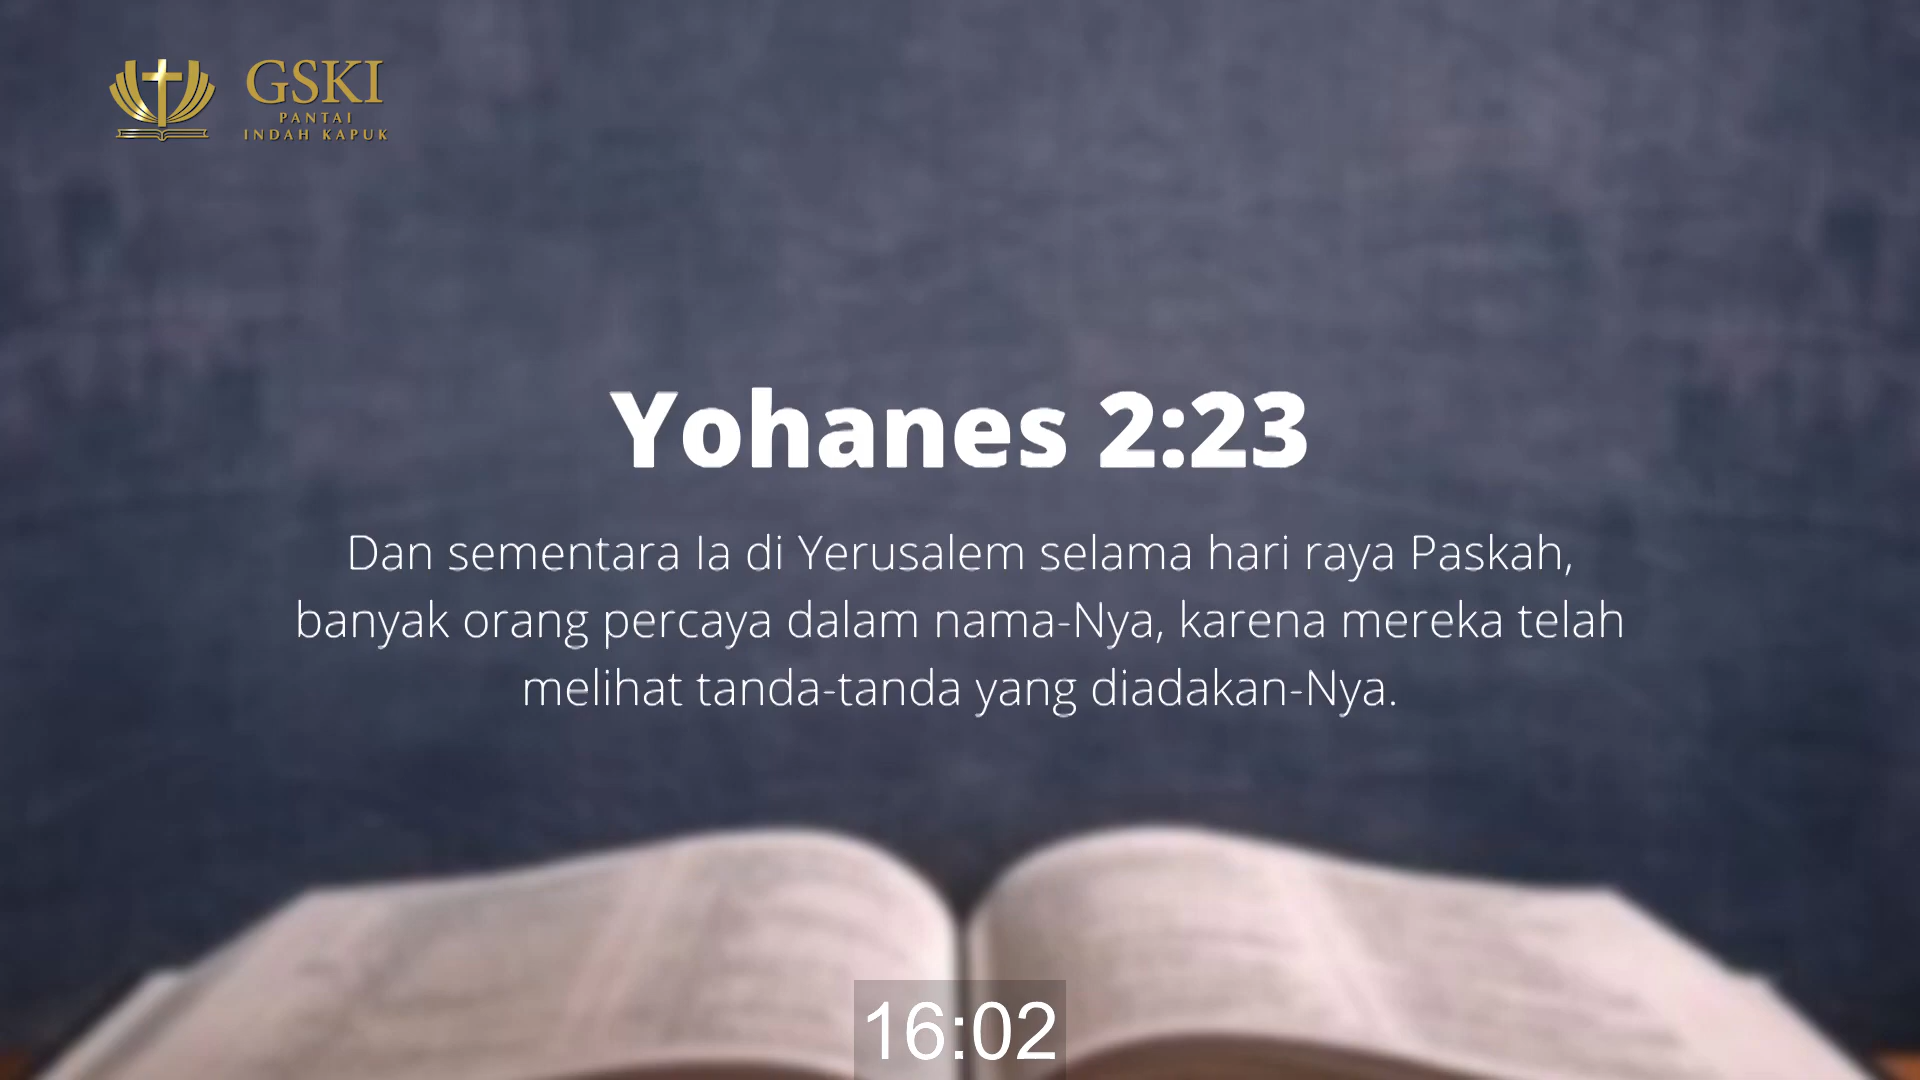 GSKI
PANTAI
INDAH KAPUK
Yohanes 2:23
Dan sementara Ia di Yerusalem selama hari raya Paskah,
banyak orang percaya dalam nama-Nya, karena mereka telah
melihat tanda-tanda yang diadakan-Nya.
16:02